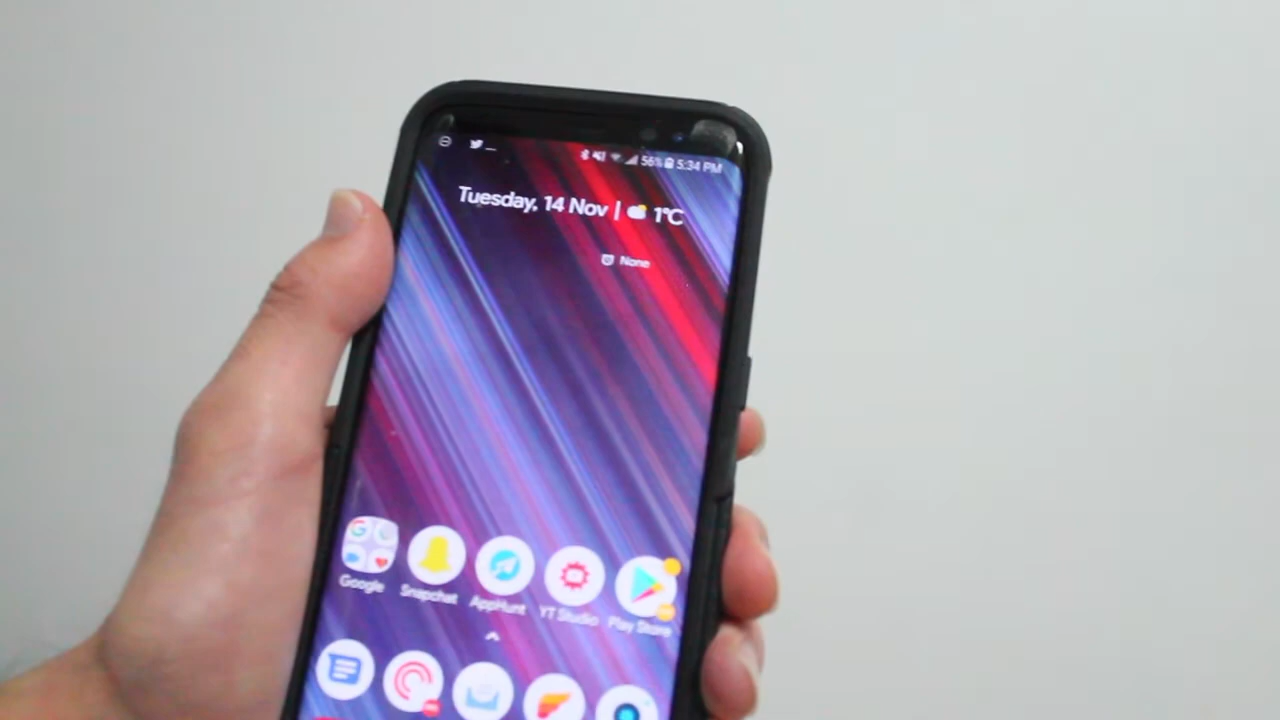 56% 5:34 PM
Tuesday, 14 Nov | 1°C
None
Google Snapchat AppHunt YT Studio Play Store